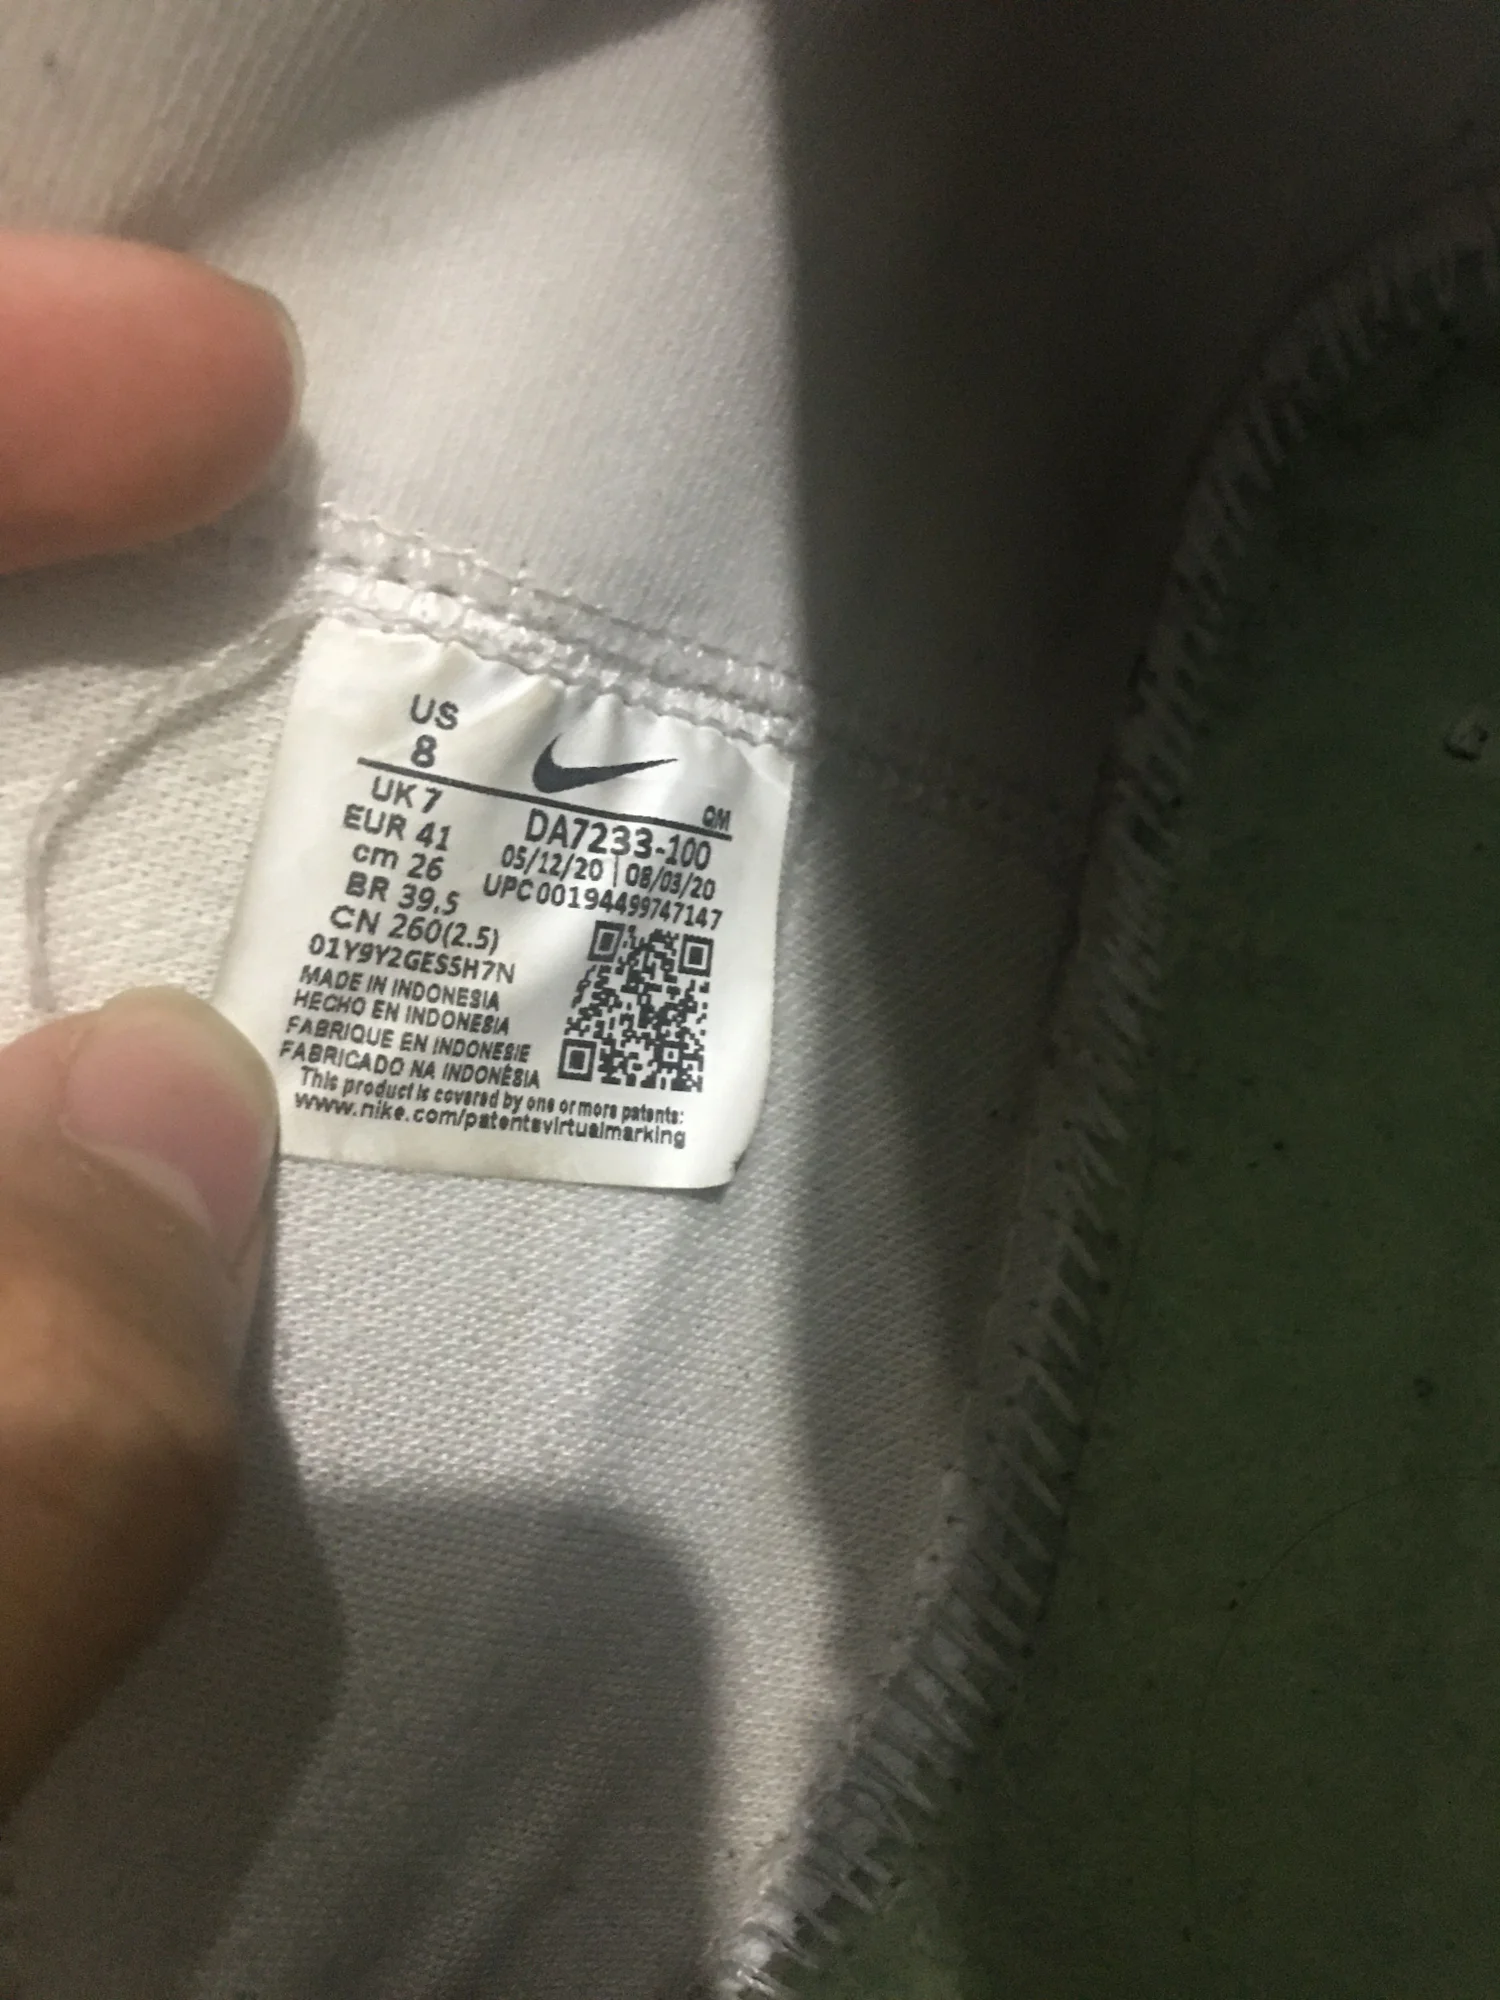 US
8
UK 7
EUR 41
cm 26
BR 39.5
CN 260(2.5)
01Y9Y2GESSH7N
QM
DA7233-100
05/12/20 | 08/03/20
UPC00194499747147
MADE IN INDONESIA
HECHO EN INDONESIA
FABRIQUE EN INDONESIE
FABRICADO NA INDONÉSIA
This product is covered by one or more patents:
www.nike.com/patentsvirtualmarking